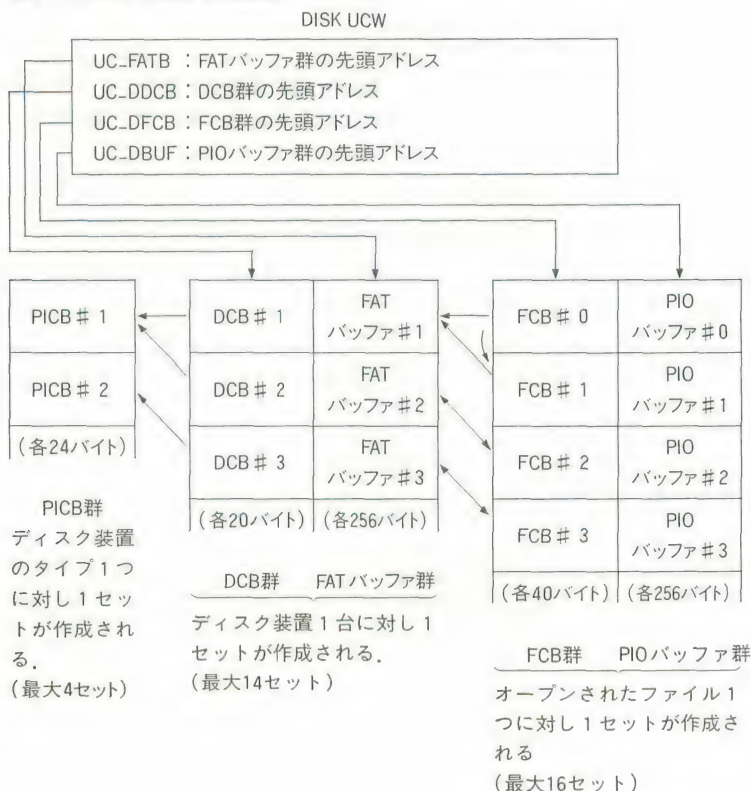 DISK UCW
UC_FATB：FATバッファ群の先頭アドレス
UC_DDCB：DCB群の先頭アドレス
UC_DFCB：FCB群の先頭アドレス
UC_DBUF：PIOバッファ群の先頭アドレス
PICB＃1
PICB＃2
(各24バイト)
PICB群
ディスク装置
のタイプ1つ
に対し1セッ
トが作成され
る．
(最大4セット)
DCB＃1
FAT
バッファ#1
DCB＃2
FAT
バッファ#2
DCB＃3
FAT
バッファ#3
(各20バイト) (各256バイト)
DCB群 FATバッファ群
ディスク装置1台に対し1
セットが作成される．
(最大14セット)
FCB＃0
PIO
バッファ#0
FCB＃1
PIO
バッファ#1
FCB＃2
PIO
バッファ#2
FCB＃3
PIO
バッファ#3
(各40バイト) (各256バイト)
FCB群 PIOバッファ群
オープンされたファイル1
つに対し1セットが作成さ
れる
(最大16セット)